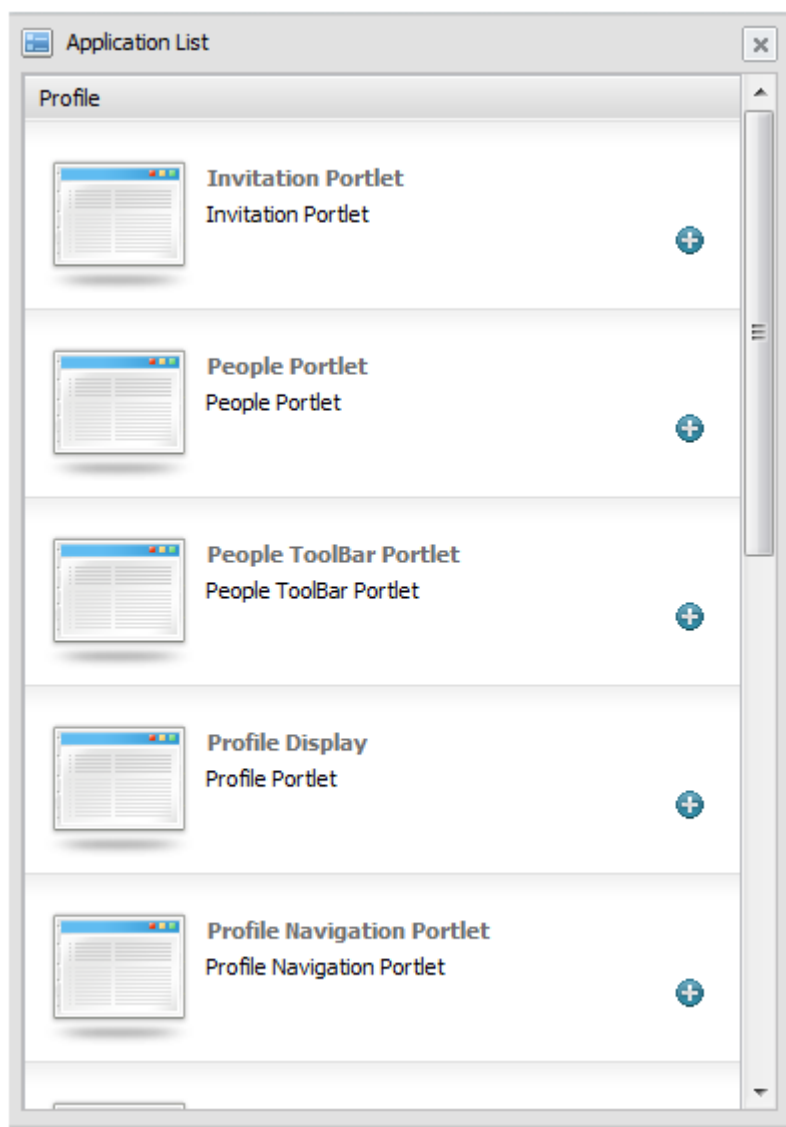 Application List
Profile
Invitation Portlet
Invitation Portlet
People Portlet
People Portlet
People ToolBar Portlet
People ToolBar Portlet
Profile Display
Profile Portlet
Profile Navigation Portlet
Profile Navigation Portlet